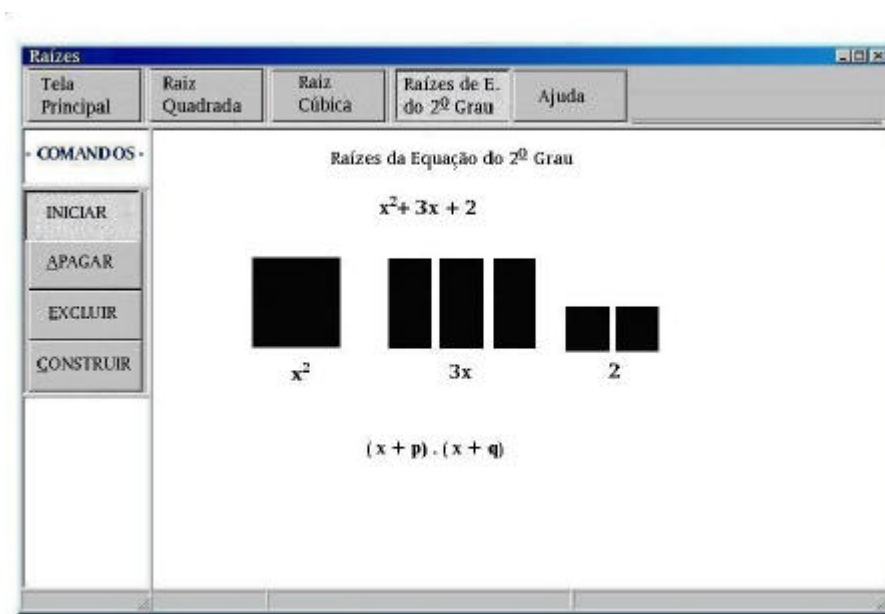 Raízes
Tela
Principal
Raiz
Quadrada
Raiz
Cúbica
Raízes de E.
do 2º Grau
Ajuda
- COMANDOS -
INICIAR
APAGAR
EXCLUIR
CONSTRUIR
Raízes da Equação do 2º Grau
x²+ 3x + 2
x²
3x
2
(x + p) . (x + q)